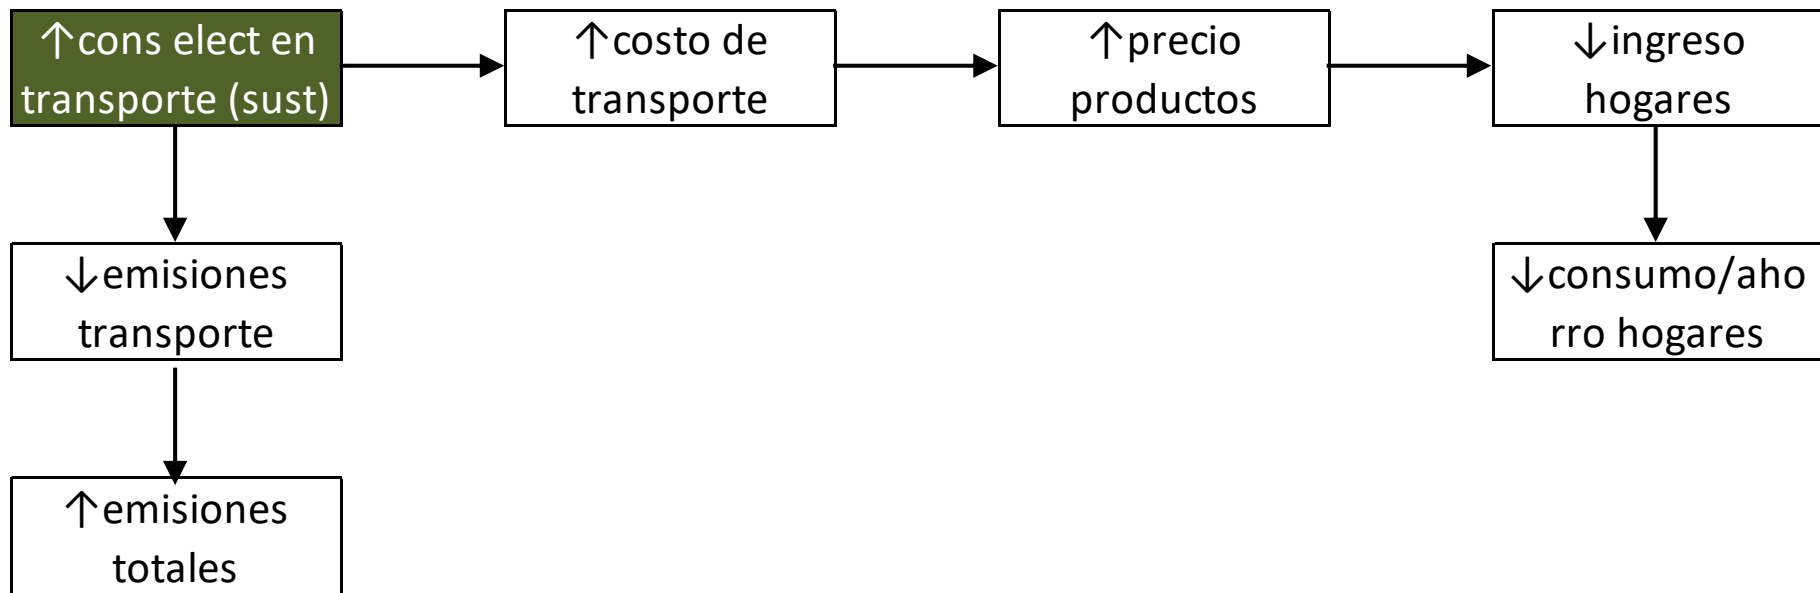 ↑cons elect en
transporte (sust)
↑costo de
transporte
↑precio
productos
↓ingreso
hogares
↓emisiones
transporte
↓consumo/aho
rro hogares
↑emisiones
totales